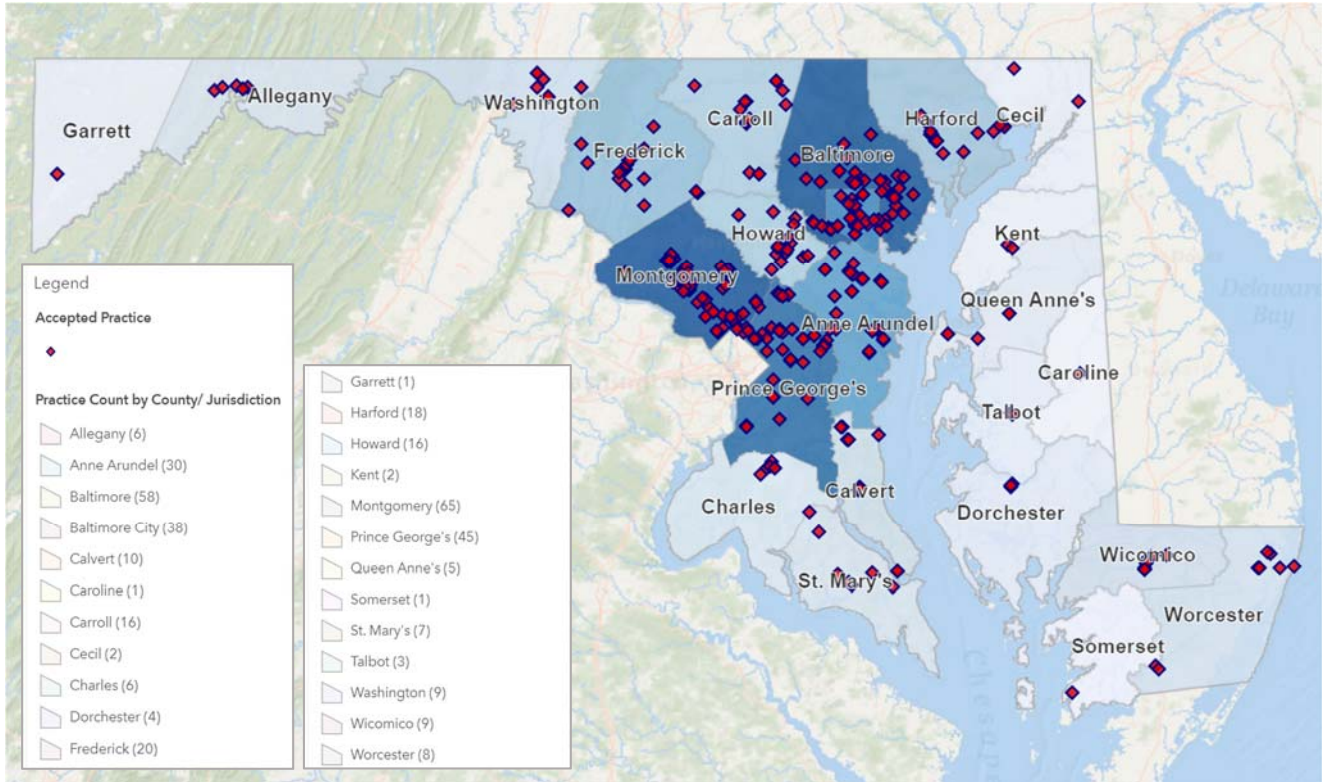 Allegany
Washington
Garrett
Carroll
Harford
Cecil
Frederick
Baltimore
Howard
Kent
Montgomery
Queen Anne's
Delaware
Bay
Anne Arundel
Caroline
Prince George's
Talbot
Charles
Calvert
Dorchester
Wicomico
St. Mary's
Worcester
Somerset
Legend
Accepted Practice
Practice Count by County/ Jurisdiction
Allegany (6)
Anne Arundel (30)
Baltimore (58)
Baltimore City (38)
Calvert (10)
Caroline (1)
Carroll (16)
Cecil (2)
Charles (6)
Dorchester (4)
Frederick (20)
Garrett (1)
Harford (18)
Howard (16)
Kent (2)
Montgomery (65)
Prince George's (45)
Queen Anne's (5)
Somerset (1)
St. Mary's (7)
Talbot (3)
Washington (9)
Wicomico (9)
Worcester (8)